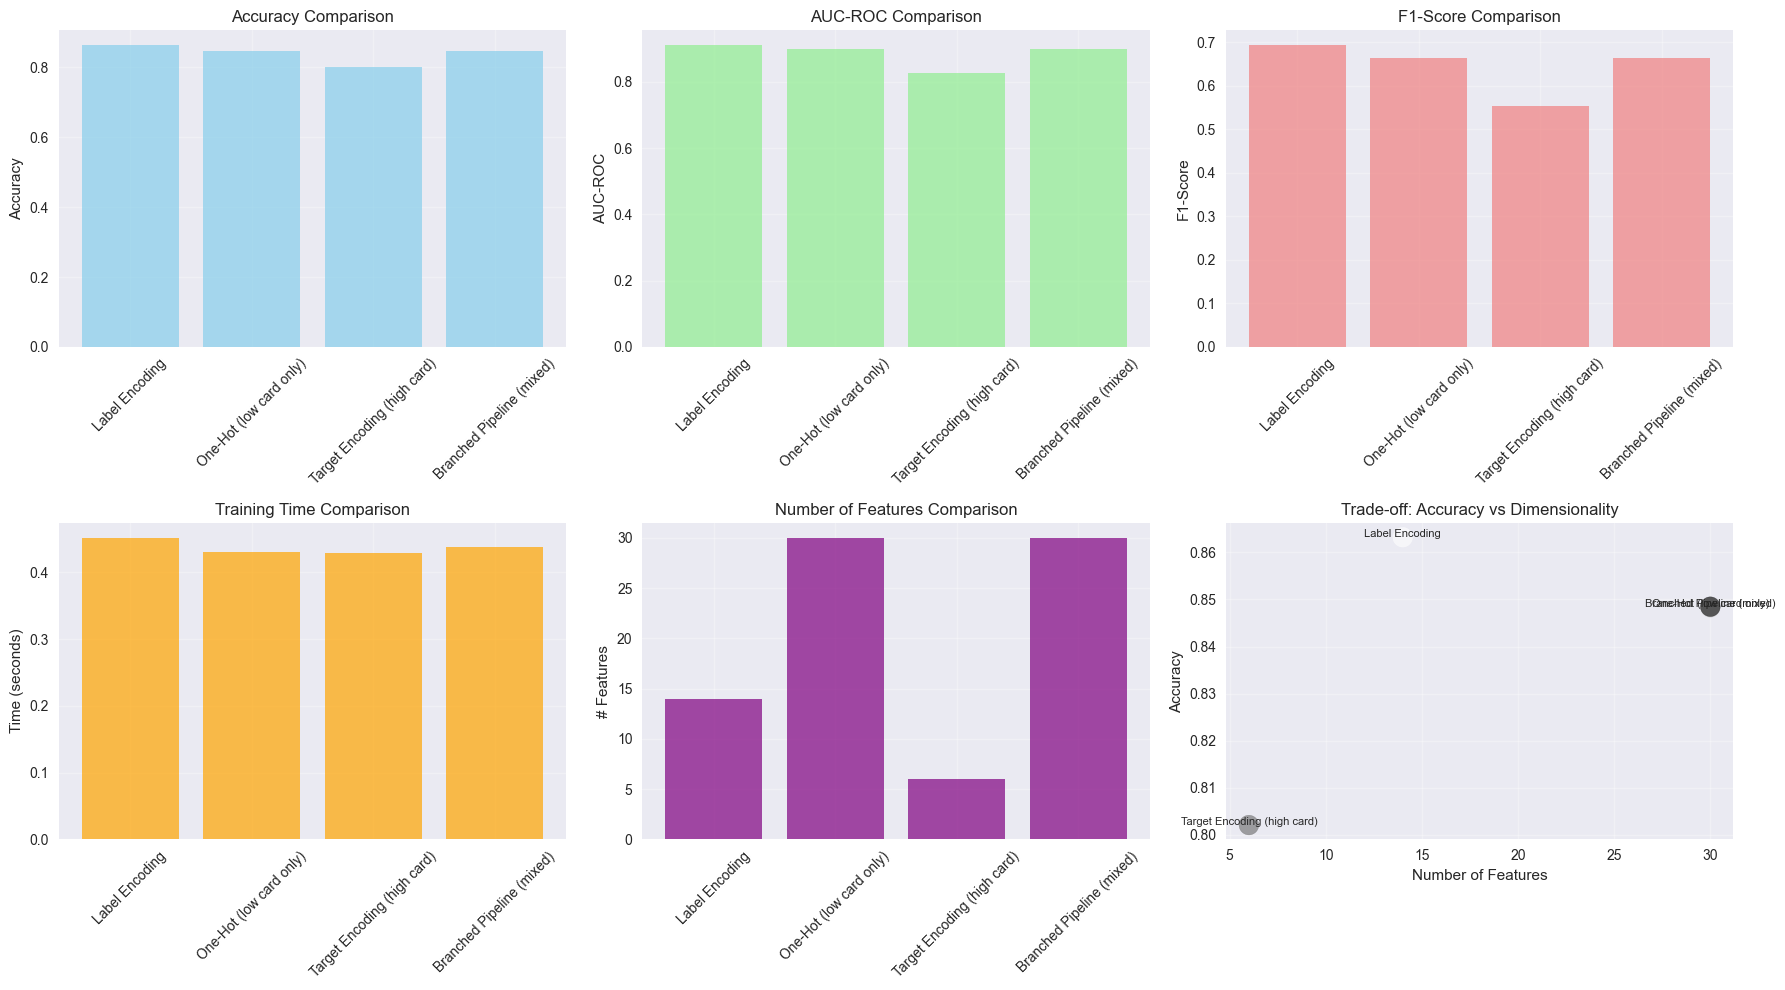 Accuracy Comparison
Accuracy
0.8
0.6
0.4
0.2
0.0
Label Encoding
One-Hot (low card only)
Target Encoding (high card)
Branched Pipeline (mixed)
AUC-ROC Comparison
AUC-ROC
0.8
0.6
0.4
0.2
0.0
Label Encoding
One-Hot (low card only)
Target Encoding (high card)
Branched Pipeline (mixed)
F1-Score Comparison
F1-Score
0.7
0.6
0.5
0.4
0.3
0.2
0.1
0.0
Label Encoding
One-Hot (low card only)
Target Encoding (high card)
Branched Pipeline (mixed)
Training Time Comparison
Time (seconds)
0.4
0.3
0.2
0.1
0.0
Label Encoding
One-Hot (low card only)
Target Encoding (high card)
Branched Pipeline (mixed)
Number of Features Comparison
# Features
30
25
20
15
10
5
0
Label Encoding
One-Hot (low card only)
Target Encoding (high card)
Branched Pipeline (mixed)
Trade-off: Accuracy vs Dimensionality
Accuracy
0.86
0.85
0.84
0.83
0.82
0.81
0.80
Label Encoding
Branched Pipeline (mixed)
One-Hot (low card only)
Target Encoding (high card)
5
10
15
20
25
30
Number of Features